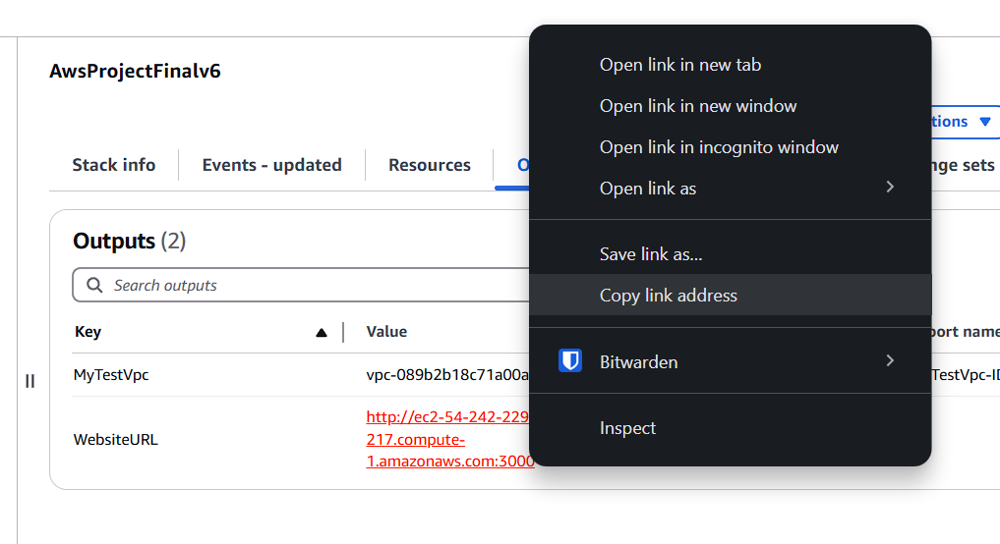 AwsProjectFinalv6
Open link in new tab
Open link in new window
Open link in incognito window
Open link as
Save link as...
Copy link address
Bitwarden
Inspect
tions
Stack info
Events - updated
Resources
O
nge sets
Outputs (2)
Search outputs
Key
Value
port name
MyTestVpc
vpc-089b2b18c71a00a
TestVpc-ID
WebsiteURL
http://ec2-54-242-229
217.compute-
1.amazonaws.com:3000